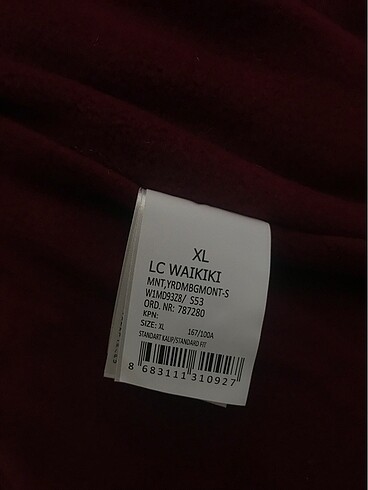 XL
LC WAIKIKI
MNT,YRDMBGMONT-S
W1MD93Z8/ S53
ORD. NR: 787280
KPN:
SIZE: XL 167/100A
STANDART KALIP/STANDARD FIT
8 683111 310927